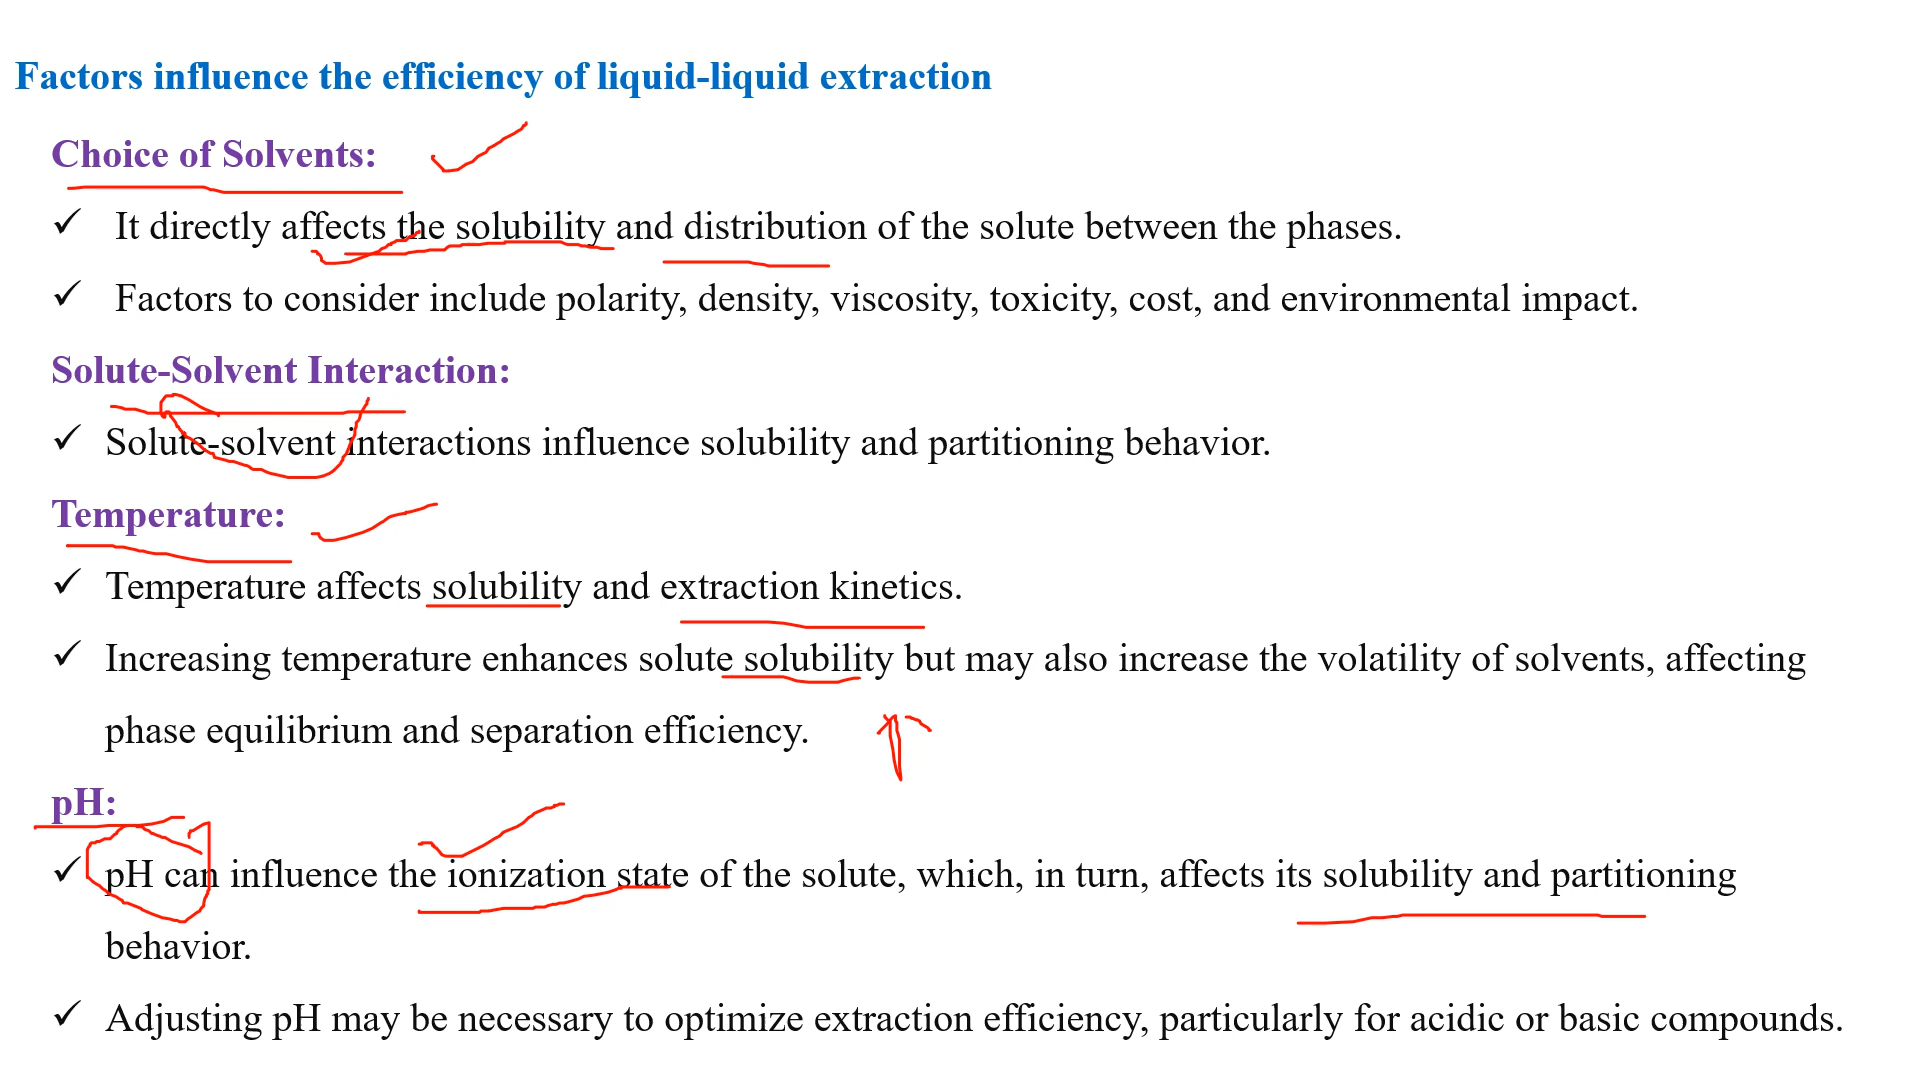 Factors influence the efficiency of liquid-liquid extraction
Choice of Solvents:
✓ It directly affects the solubility and distribution of the solute between the phases.
✓ Factors to consider include polarity, density, viscosity, toxicity, cost, and environmental impact.
Solute-Solvent Interaction:
✓ Solute-solvent interactions influence solubility and partitioning behavior.
Temperature:
✓ Temperature affects solubility and extraction kinetics.
✓ Increasing temperature enhances solute solubility but may also increase the volatility of solvents, affecting
phase equilibrium and separation efficiency.
pH:
✓ pH can influence the ionization state of the solute, which, in turn, affects its solubility and partitioning
behavior.
✓ Adjusting pH may be necessary to optimize extraction efficiency, particularly for acidic or basic compounds.